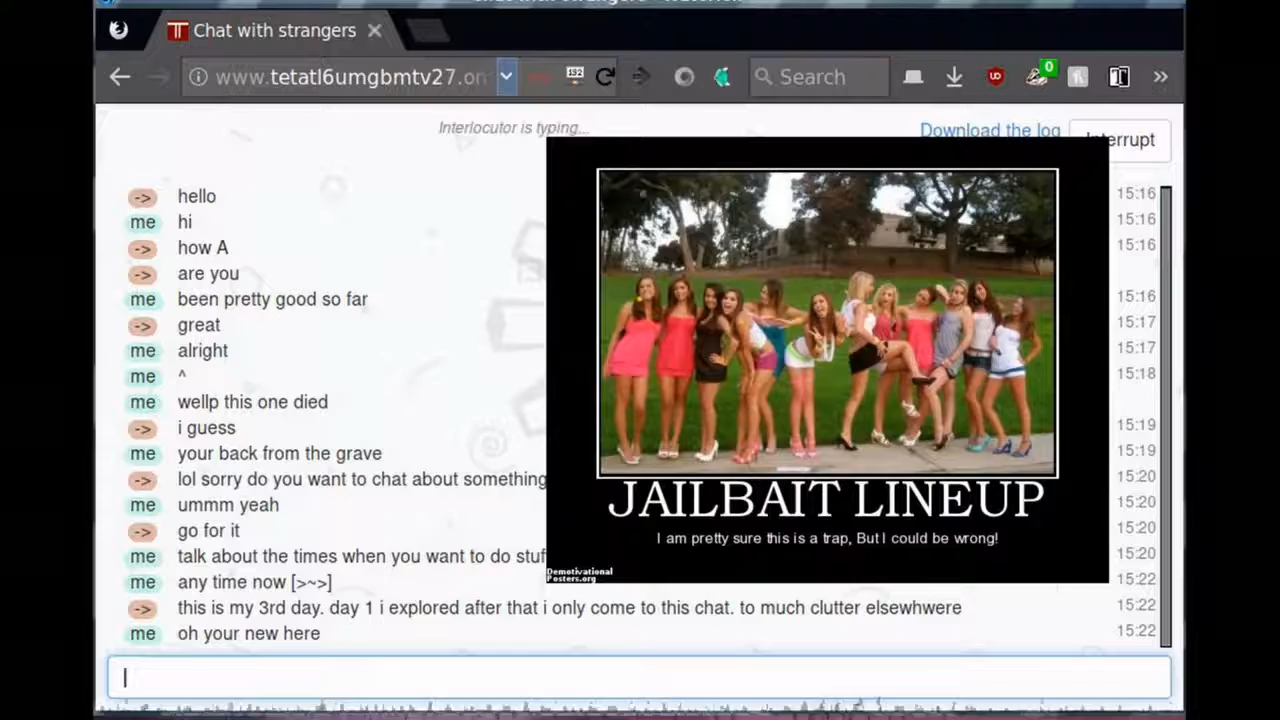 Chat with strangers
www.tetatl6umgbmtv27.on
Search
0
Interlocutor is typing...
Download the log
Interrupt
-> hello 15:16
me hi 15:16
-> how A 15:16
-> are you
me been pretty good so far 15:16
-> great 15:17
me alright 15:17
me ^ 15:18
me wellp this one died
-> i guess 15:19
me your back from the grave 15:19
-> lol sorry do you want to chat about something 15:20
me ummm yeah 15:20
-> go for it 15:20
me talk about the times when you want to do stuf 15:20
me any time now [>~>] 15:22
-> this is my 3rd day. day 1 i explored after that i only come to this chat. to much clutter elsewhwere 15:22
me oh your new here 15:22
JAILBAIT LINEUP
I am pretty sure this is a trap, But I could be wrong!
Demotivational
Posters.org